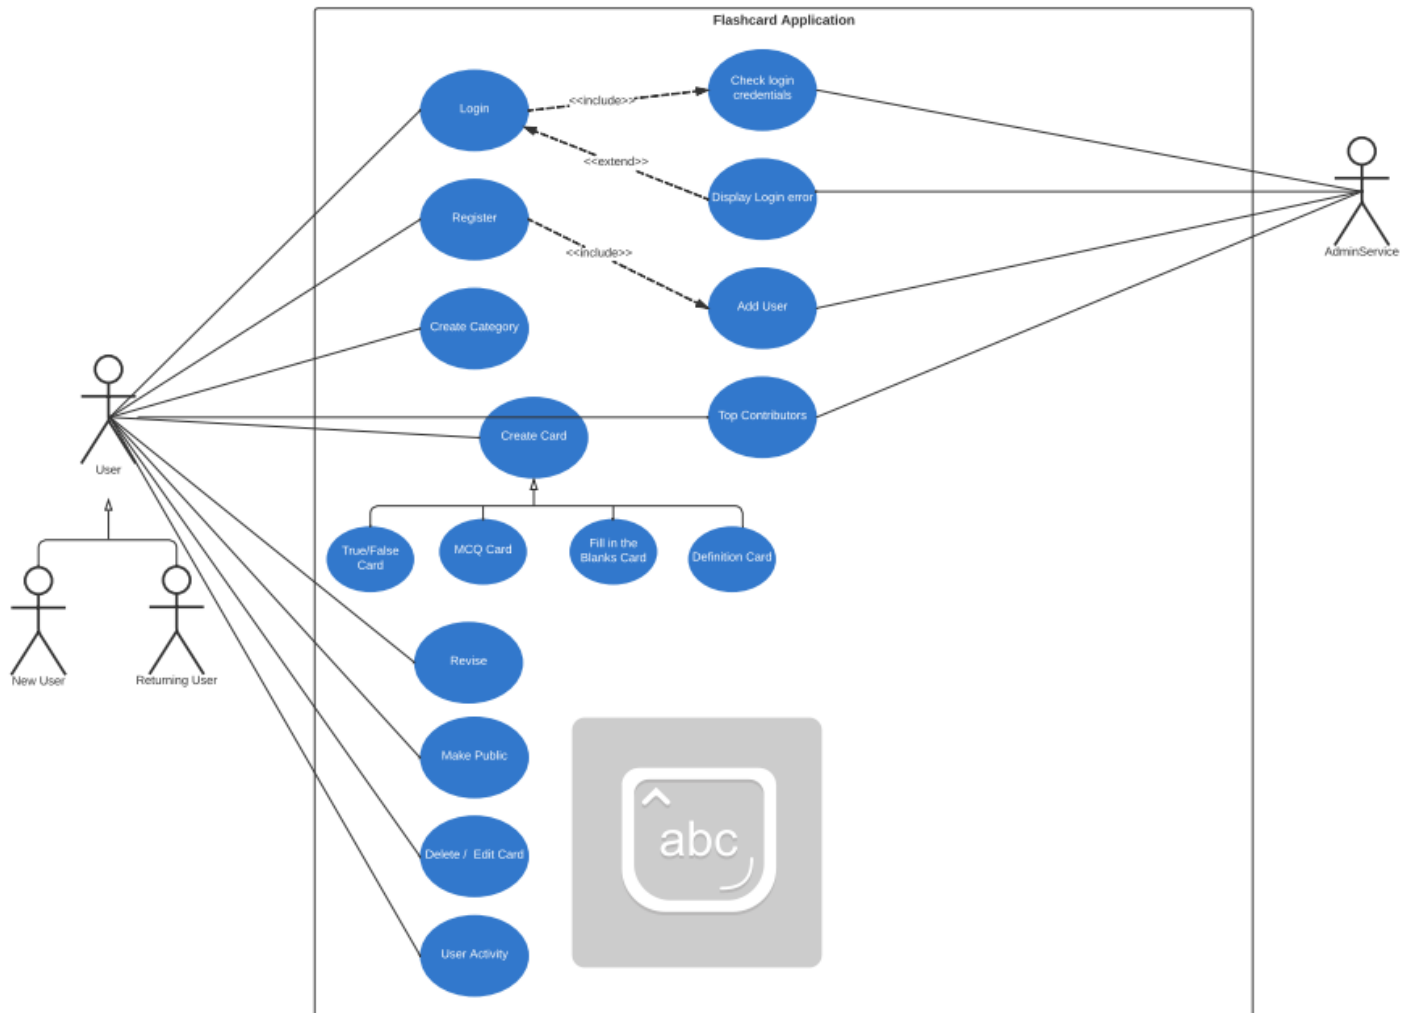 Flashcard Application
Login
<<include>>
Check login
credentials
<<extend>>
Display Login error
Register
<<include>>
Add User
AdminService
Create Category
Top Contributors
Create Card
User
True/False
Card
MCQ Card
Fill in the
Blanks Card
Definition Card
New User
Returning User
Revise
Make Public
abc
Delete /  Edit Card
User Activity